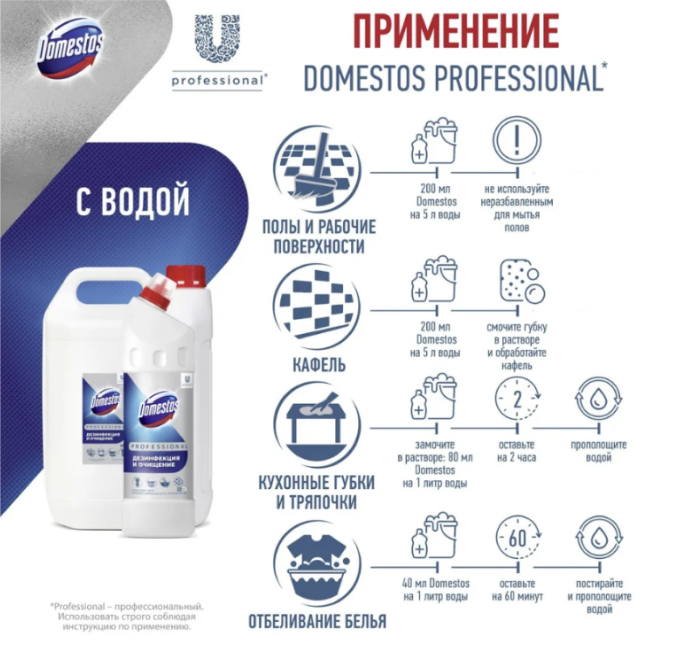 Domestos
professional*
ПРИМЕНЕНИЕ
DOMESTOS PROFESSIONAL*
С ВОДОЙ
200 мл
Domestos
на 5 л воды
не используйте
неразбавленным
для мытья
полов
ПОЛЫ И РАБОЧИЕ
ПОВЕРХНОСТИ
200 мл
Domestos
на 5 л воды
смочите губку
в растворе
и обработайте
кафель
КАФЕЛЬ
замочите
в растворе: 80 мл
Domestos
на 1 литр воды
2
оставьте
на 2 часа
прополощите
водой
КУХОННЫЕ ГУБКИ
И ТРЯПОЧКИ
40 мл Domestos
на 1 литр воды
60
оставьте
на 60 минут
постирайте
и прополощите
водой
ОТБЕЛИВАНИЕ БЕЛЬЯ
Domestos
ДЕЗИНФЕКЦИЯ
И ОЧИЩЕНИЕ
Domestos
PROFESSIONAL
ДЕЗИНФЕКЦИЯ
И ОЧИЩЕНИЕ
*Professional – профессиональный.
Использовать строго соблюдая
инструкцию по применению.